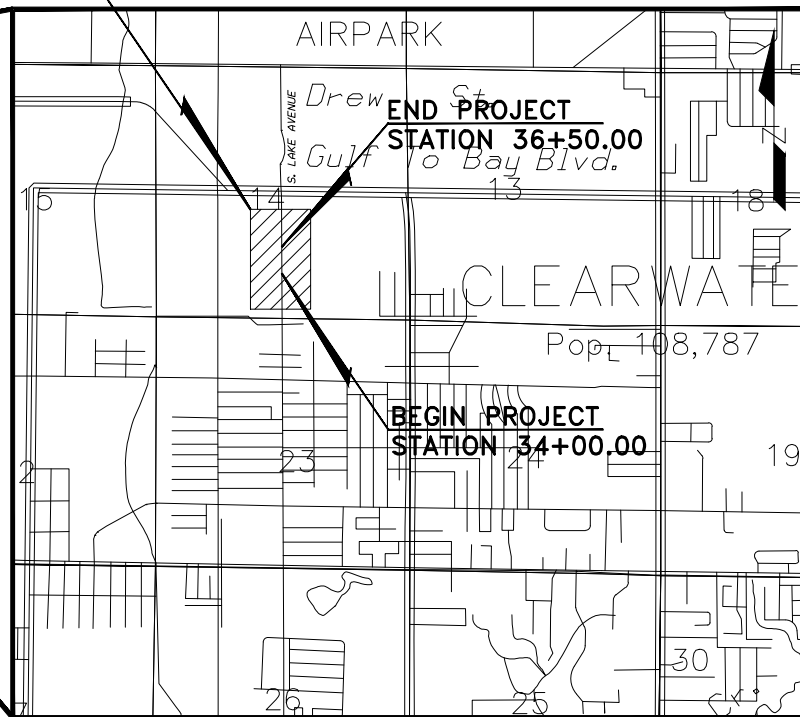 AIRPARK
Drew St.
END PROJECT
STATION 36+50.00
S. LAKE AVENUE
Gulf To Bay Blvd.
14
13
18
CLEARWATE
Pop. 108,787
BEGIN PROJECT
STATION 34+00.00
23
24
19
2
30
26
25